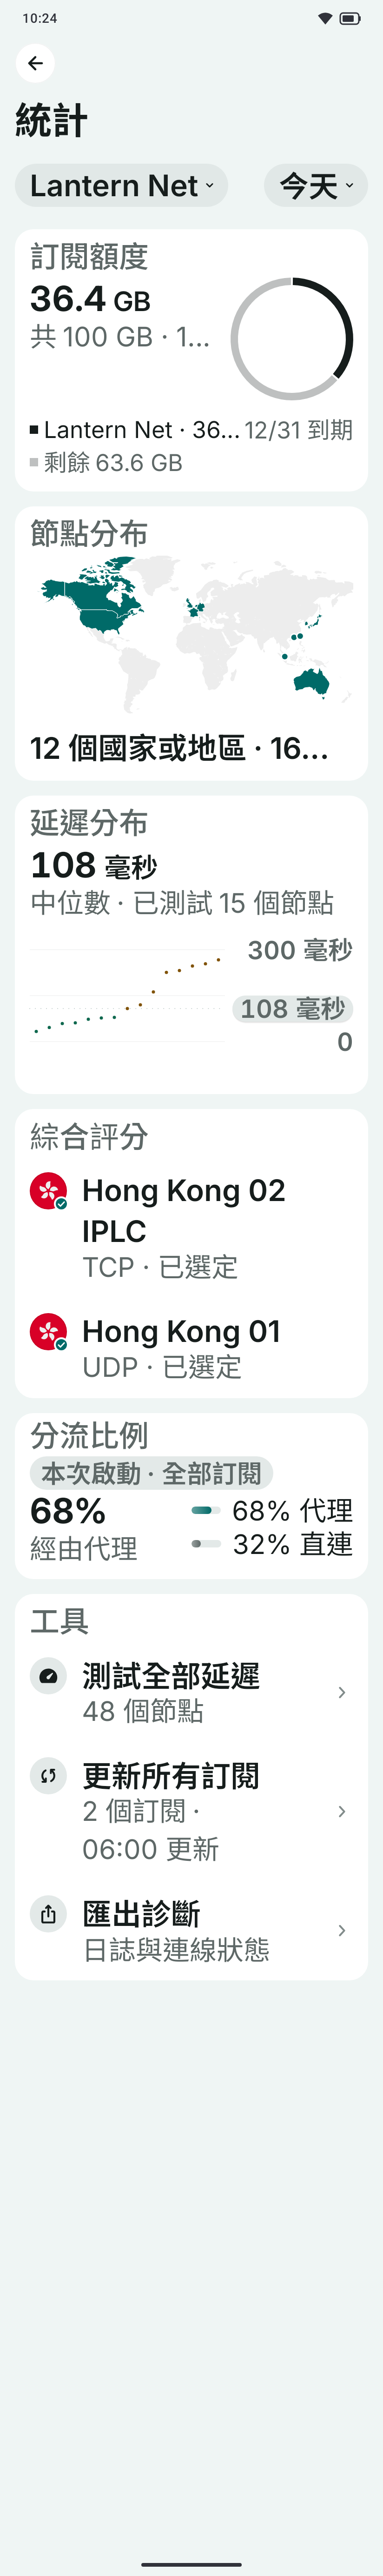 10:24
統計
Lantern Net
今天
訂閱額度
36.4 GB
共 100 GB · 1...
Lantern Net · 36... 12/31 到期
剩餘 63.6 GB
節點分布
12 個國家或地區 · 16...
延遲分布
108 毫秒
中位數 · 已測試 15 個節點
300 毫秒
108 毫秒
0
綜合評分
Hong Kong 02
IPLC
TCP · 已選定
Hong Kong 01
UDP · 已選定
分流比例
本次啟動 · 全部訂閱
68%
經由代理
68% 代理
32% 直連
工具
測試全部延遲
48 個節點
更新所有訂閱
2 個訂閱 ·
06:00 更新
匯出診斷
日誌與連線狀態